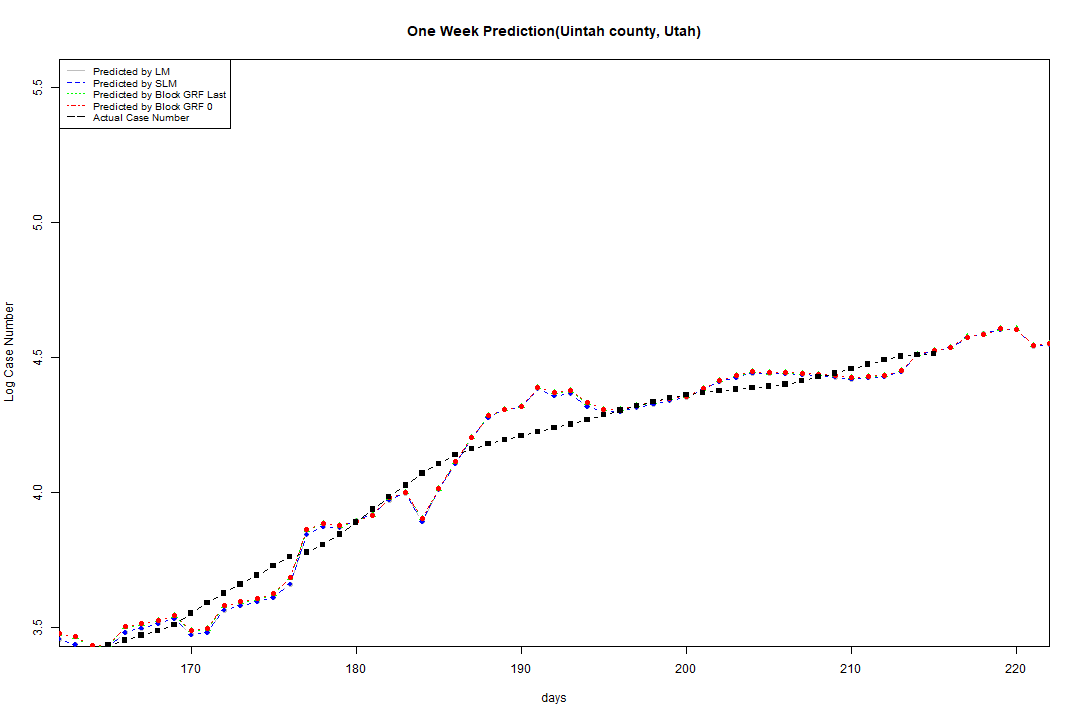 One Week Prediction(Uintah county, Utah)
Predicted by LM
Predicted by SLM
Predicted by Block GRF Last
Predicted by Block GRF 0
Actual Case Number
Log Case Number
5.5
5.0
4.5
4.0
3.5
170 180 190 200 210 220
days